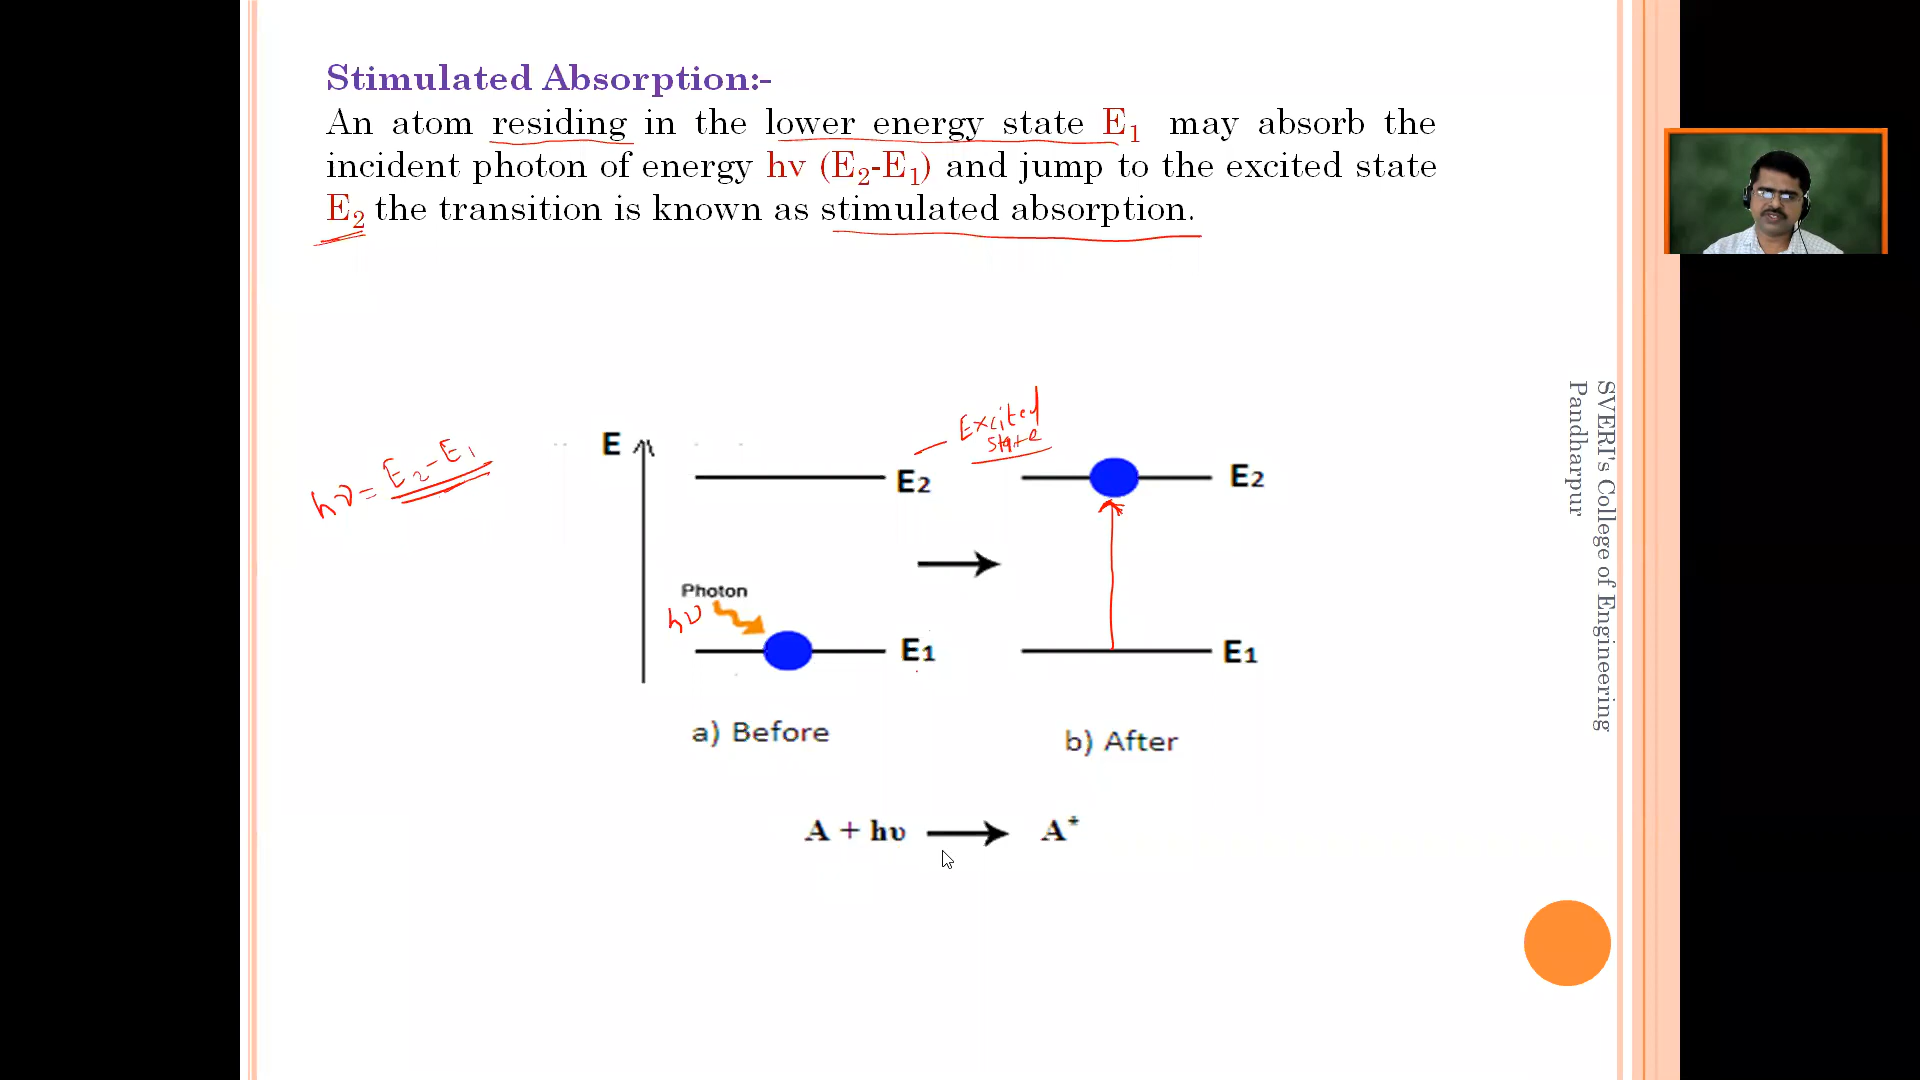 Stimulated Absorption:-
An atom residing in the lower energy state E₁ may absorb the
incident photon of energy hv (E₂-E₁) and jump to the excited state
E₂ the transition is known as stimulated absorption.
hν = E₂-E₁
E
E₂
Excited
state
E₂
Photon
hν
E₁
E₁
a) Before
b) After
A + hυ
A*
SVERI's College of Engineering
Pandharpur